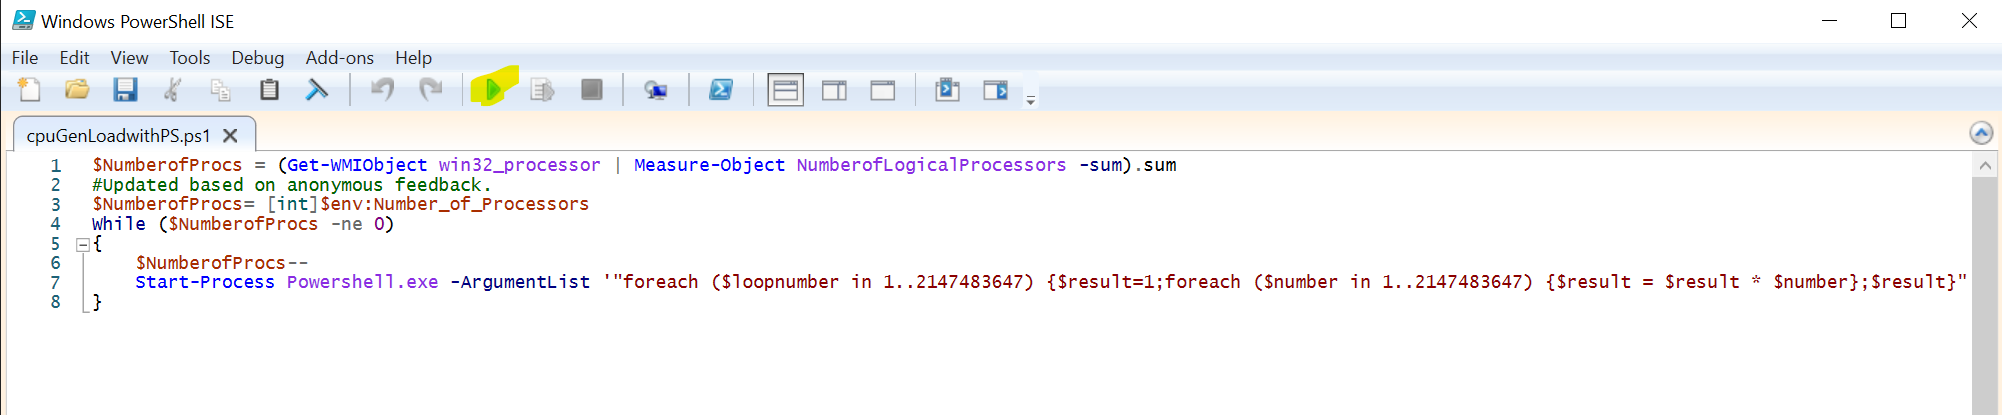 Windows PowerShell ISE
File Edit View Tools Debug Add-ons Help
cpuGenLoadwithPS.ps1
1 $NumberofProcs = (Get-WMIObject win32_processor | Measure-Object NumberofLogicalProcessors -sum).sum
2 #Updated based on anonymous feedback.
3 $NumberofProcs= [int]$env:Number_of_Processors
4 While ($NumberofProcs -ne 0)
5 {
6 $NumberofProcs--
7 Start-Process Powershell.exe -ArgumentList '"foreach ($loopnumber in 1..2147483647) {$result=1;foreach ($number in 1..2147483647) {$result = $result * $number};$result}"
8 }